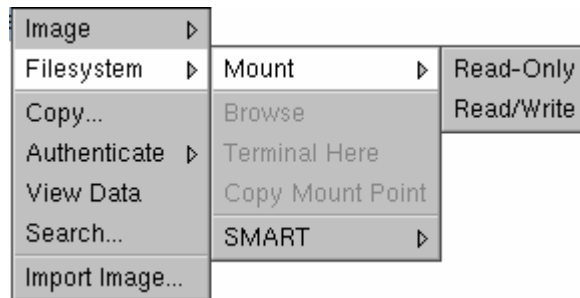 Image
Filesystem
Copy...
Authenticate
View Data
Search...
Import Image...
Mount
Browse
Terminal Here
Copy Mount Point
SMART
Read-Only
Read/Write